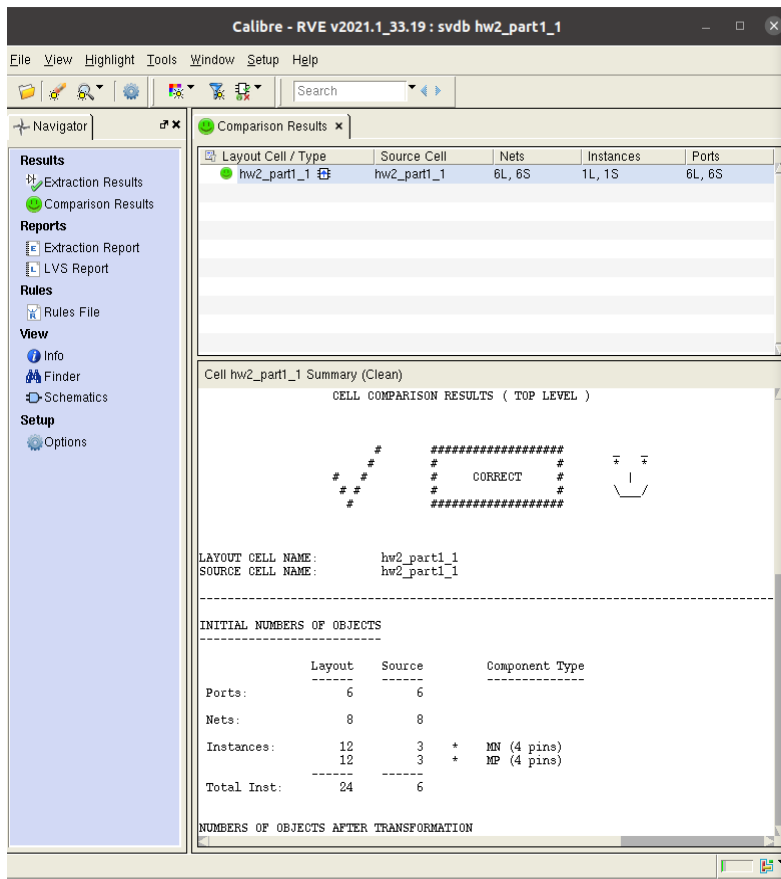 Calibre - RVE v2021.1_33.19 : svdb hw2_part1_1
File View Highlight Tools Window Setup Help
Search
Navigator
Results
Extraction Results
Comparison Results
Reports
Extraction Report
LVS Report
Rules
Rules File
View
Info
Finder
Schematics
Setup
Options
Comparison Results
Layout Cell / Type Source Cell Nets Instances Ports
hw2_part1_1 hw2_part1_1 6L, 6S 1L, 1S 6L, 6S
Cell hw2_part1_1 Summary (Clean)
CELL COMPARISON RESULTS ( TOP LEVEL )
# ################### _ _
# # # * *
# # # CORRECT # |
# # # # \___/
# ###################
LAYOUT CELL NAME: hw2_part1_1
SOURCE CELL NAME: hw2_part1_1
INITIAL NUMBERS OF OBJECTS
Layout Source Component Type
Ports: 6 6
Nets: 8 8
Instances: 12 3 * MN (4 pins)
12 3 * MP (4 pins)
Total Inst: 24 6
NUMBERS OF OBJECTS AFTER TRANSFORMATION